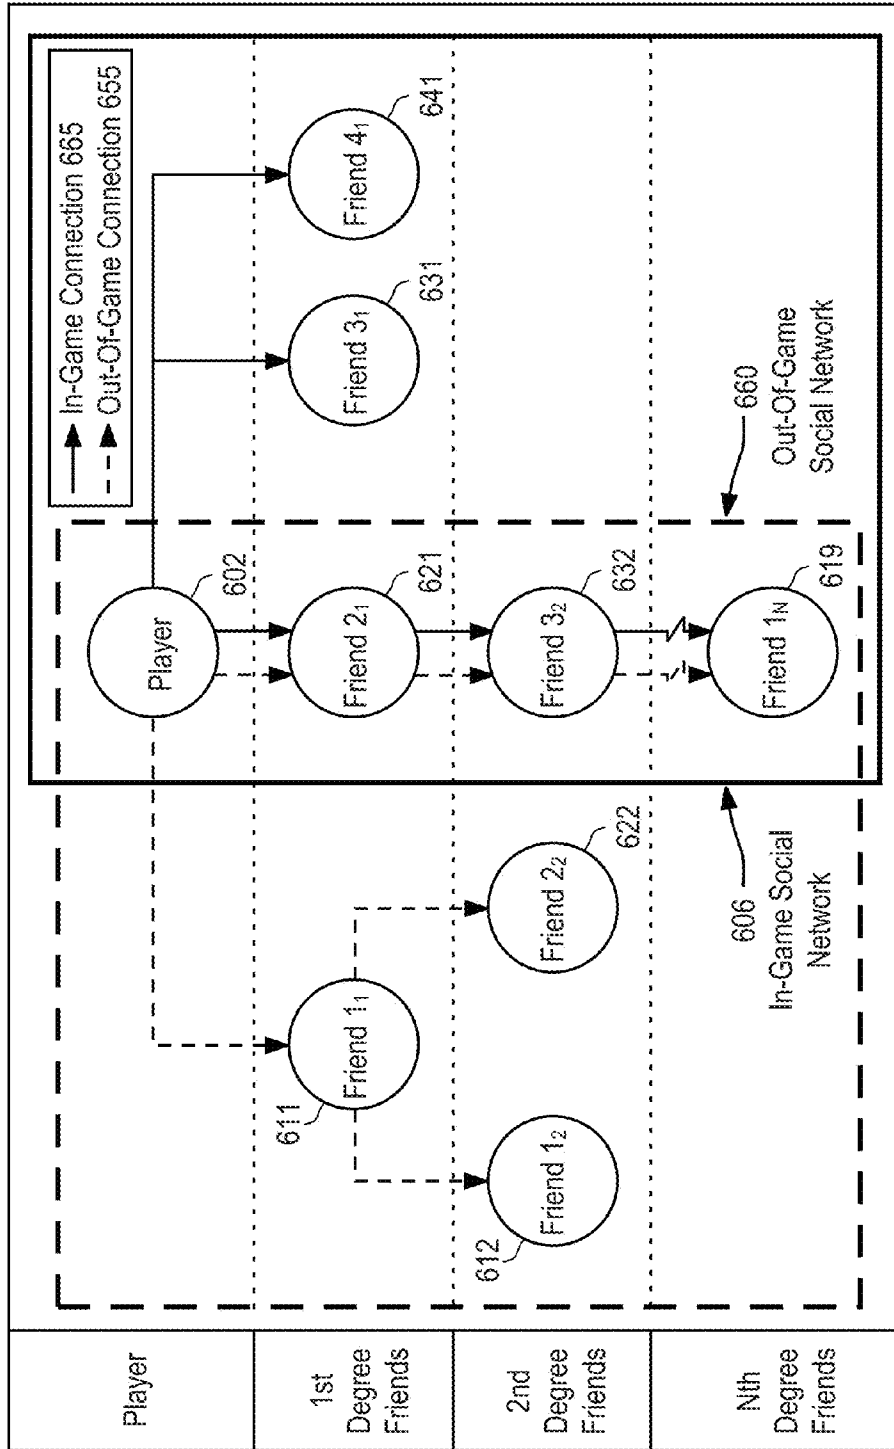 In-Game Connection 665
Out-Of-Game Connection 655
Player
Player
602
1st
Degree
Friends
611
Friend 1₁
Friend 2₁
621
Friend 3₁
631
Friend 4₁
641
2nd
Degree
Friends
612
Friend 1₂
Friend 2₂
622
Friend 3₂
632
Nth
Degree
Friends
606
In-Game Social
Network
Friend 1N
619
660
Out-Of-Game
Social Network